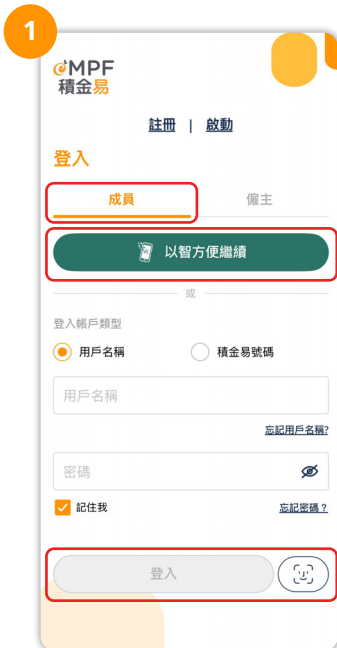 1
eMPF
積金易
註冊 | 啟動
登入
成員 僱主
以智方便繼續
或
登入帳戶類型
用戶名稱 積金易號碼
用戶名稱
忘記用戶名稱?
密碼
記住我 忘記密碼？
登入